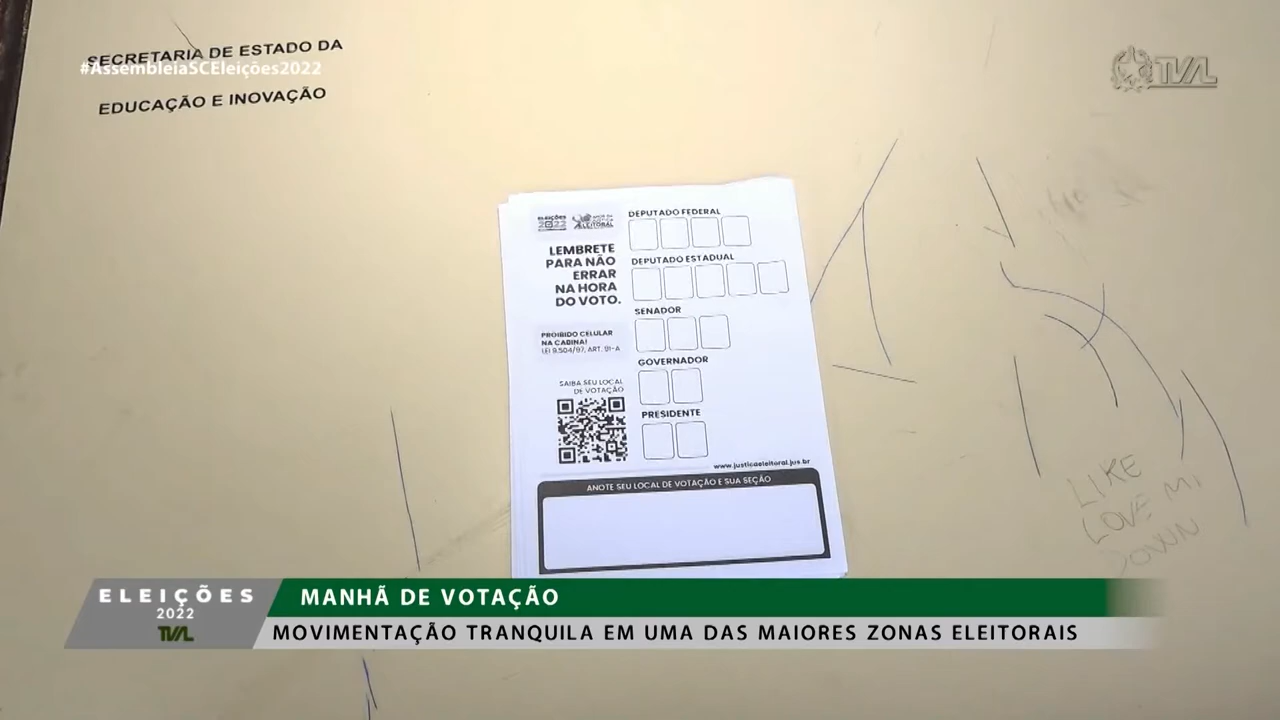 SECRETARIA DE ESTADO DA
#AssembleiaSCEleições2022
EDUCAÇÃO E INOVAÇÃO
TVAL
ELEIÇÕES
2022
ELEITORAL
LEMBRETE
PARA NÃO
ERRAR
NA HORA
DO VOTO.
PROIBIDO CELULAR
NA CABINA!
LEI 9.504/97, ART. 91-A
SAIBA SEU LOCAL
DE VOTAÇÃO
DEPUTADO FEDERAL
DEPUTADO ESTADUAL
SENADOR
GOVERNADOR
PRESIDENTE
www.justicaeleitoral.jus.br
ANOTE SEU LOCAL DE VOTAÇÃO E SUA SEÇÃO
LIKE
LOVE MI
DOWN
ELEIÇÕES
2022
TVAL
MANHÃ DE VOTAÇÃO
MOVIMENTAÇÃO TRANQUILA EM UMA DAS MAIORES ZONAS ELEITORAIS